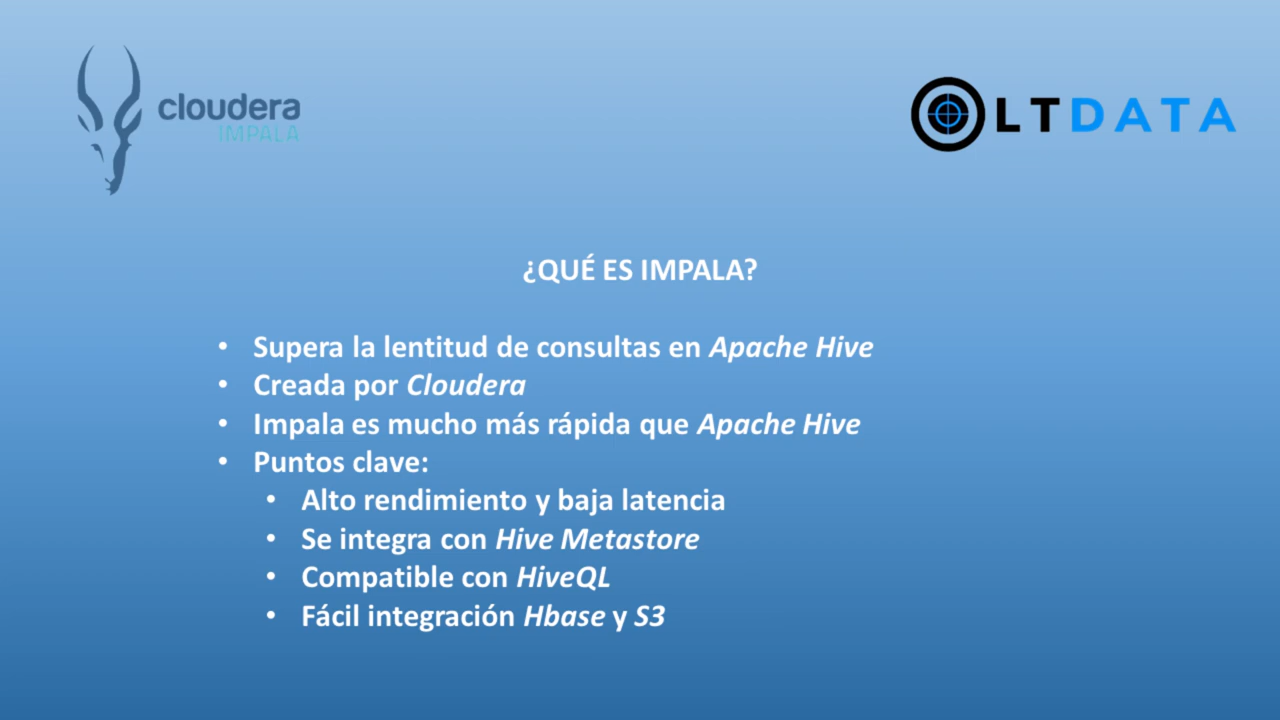 cloudera
IMPALA
LTDATA
¿QUÉ ES IMPALA?
• Supera la lentitud de consultas en Apache Hive
• Creada por Cloudera
• Impala es mucho más rápida que Apache Hive
• Puntos clave:
• Alto rendimiento y baja latencia
• Se integra con Hive Metastore
• Compatible con HiveQL
• Fácil integración Hbase y S3